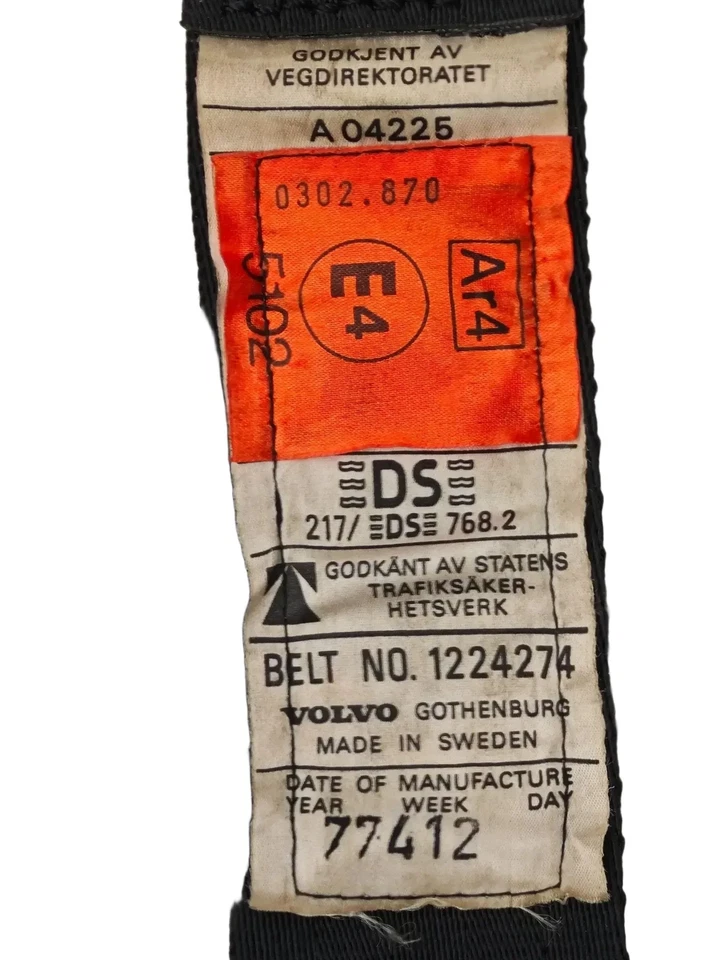 GODKJENT AV
VEGDIREKTORATET
A 04225
0302.870
5102
E4
Ar4
DS
217/ DS 768.2
GODKÄNT AV STATENS
TRAFIKSÄKER-
HETSVERK
BELT NO. 1224274
VOLVO GOTHENBURG
MADE IN SWEDEN
DATE OF MANUFACTURE
YEAR WEEK DAY
77412